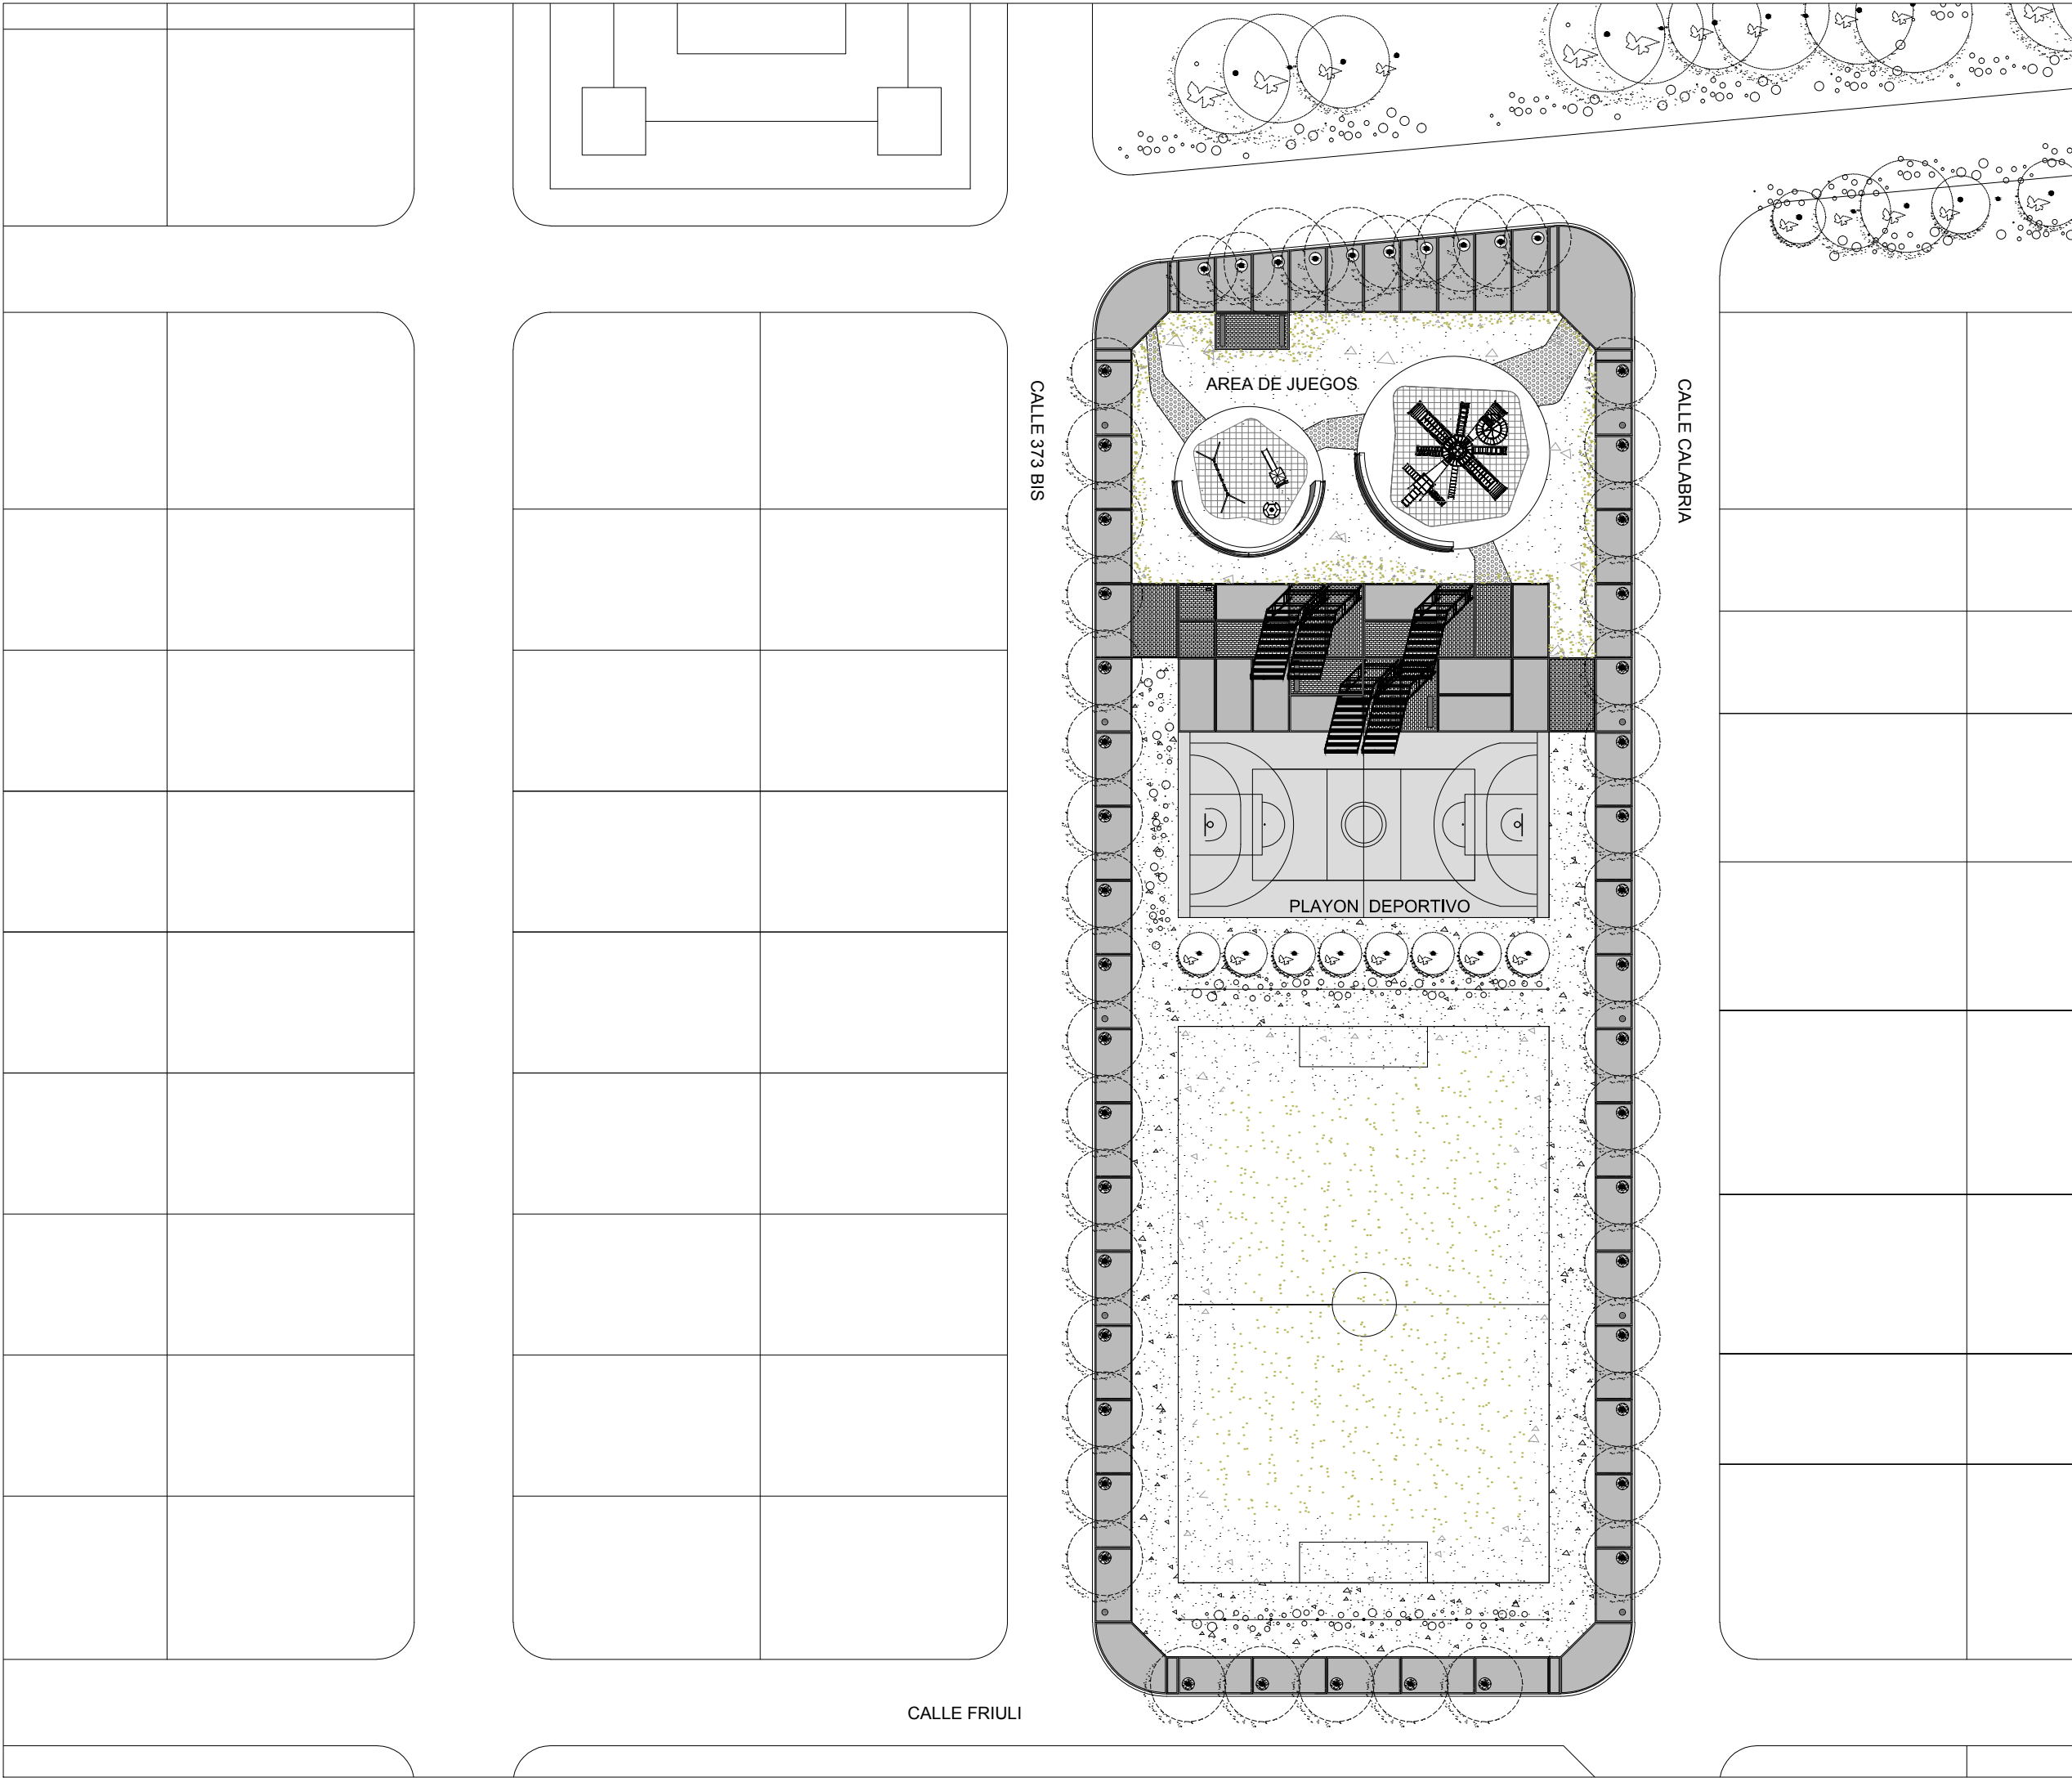 AREA DE JUEGOS
CALLE 373 BIS
CALLE CALABRIA
PLAYON DEPORTIVO
CALLE FRIULI